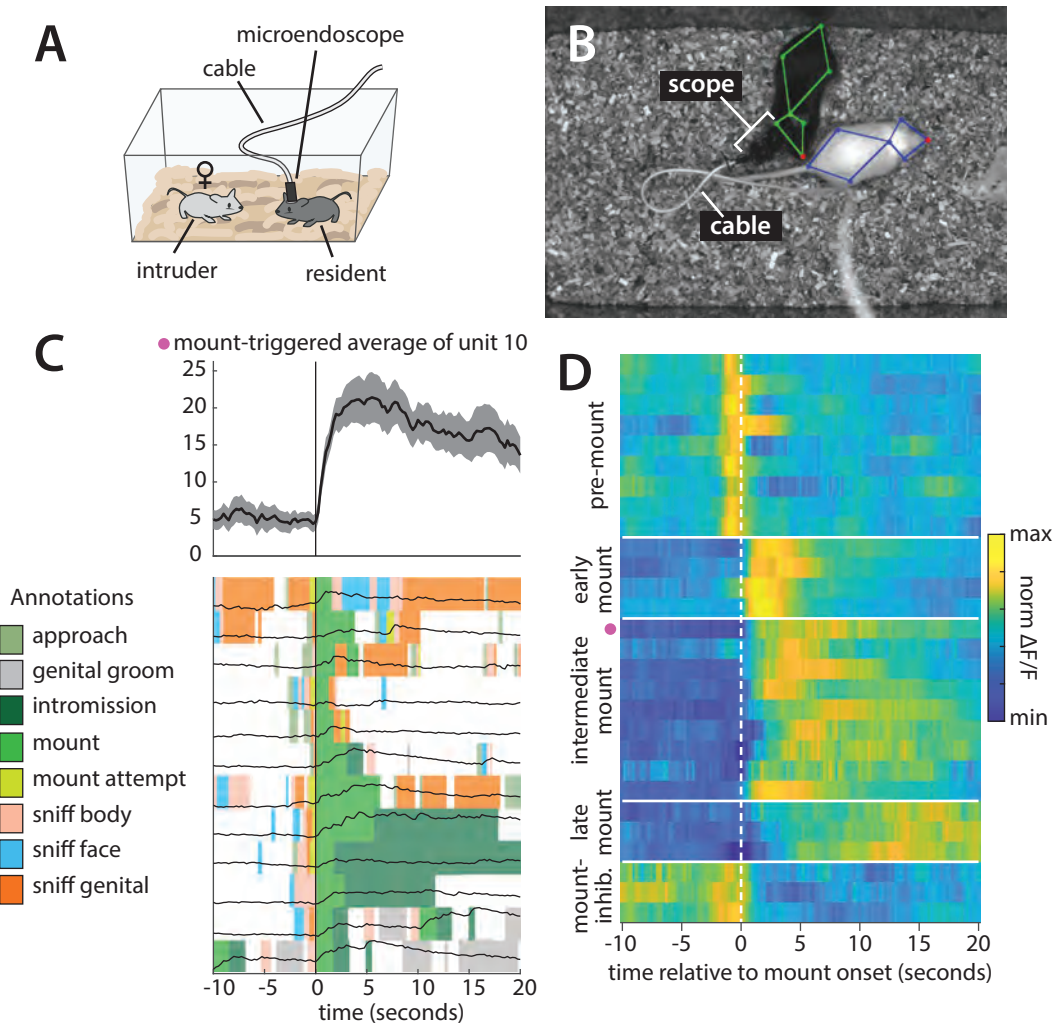 A
microendoscope
cable
♀
intruder
resident
B
scope
cable
C
mount-triggered average of unit 10
25
20
15
10
5
0
Annotations
approach
genital groom
intromission
mount
mount attempt
sniff body
sniff face
sniff genital
-10 -5 0 5 10 15 20
time (seconds)
D
pre-mount
early
mount
intermediate
mount
late
mount
mount-
inhib.
-10 -5 0 5 10 15 20
time relative to mount onset (seconds)
max
norm ΔF/F
min